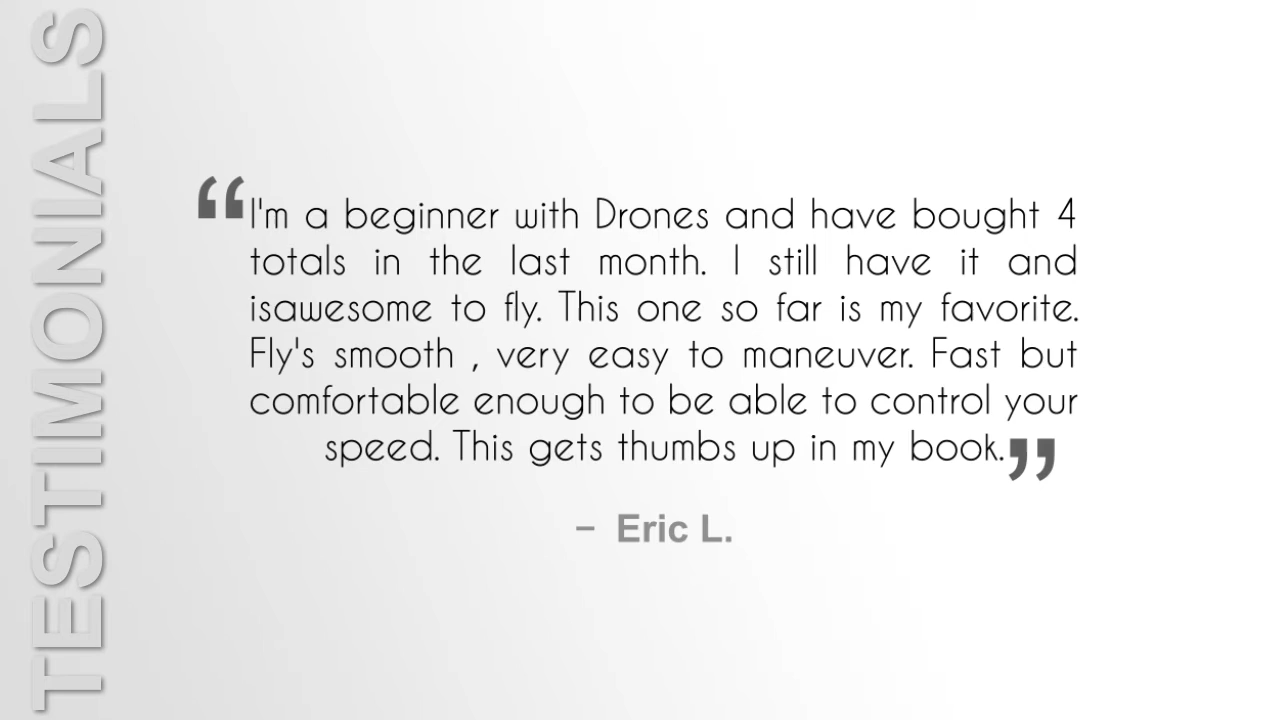 TESTIMONIALS
“I'm a beginner with Drones and have bought 4
totals in the last month. I still have it and
isawesome to fly. This one so far is my favorite.
Fly's smooth , very easy to maneuver. Fast but
comfortable enough to be able to control your
speed. This gets thumbs up in my book.”
– Eric L.